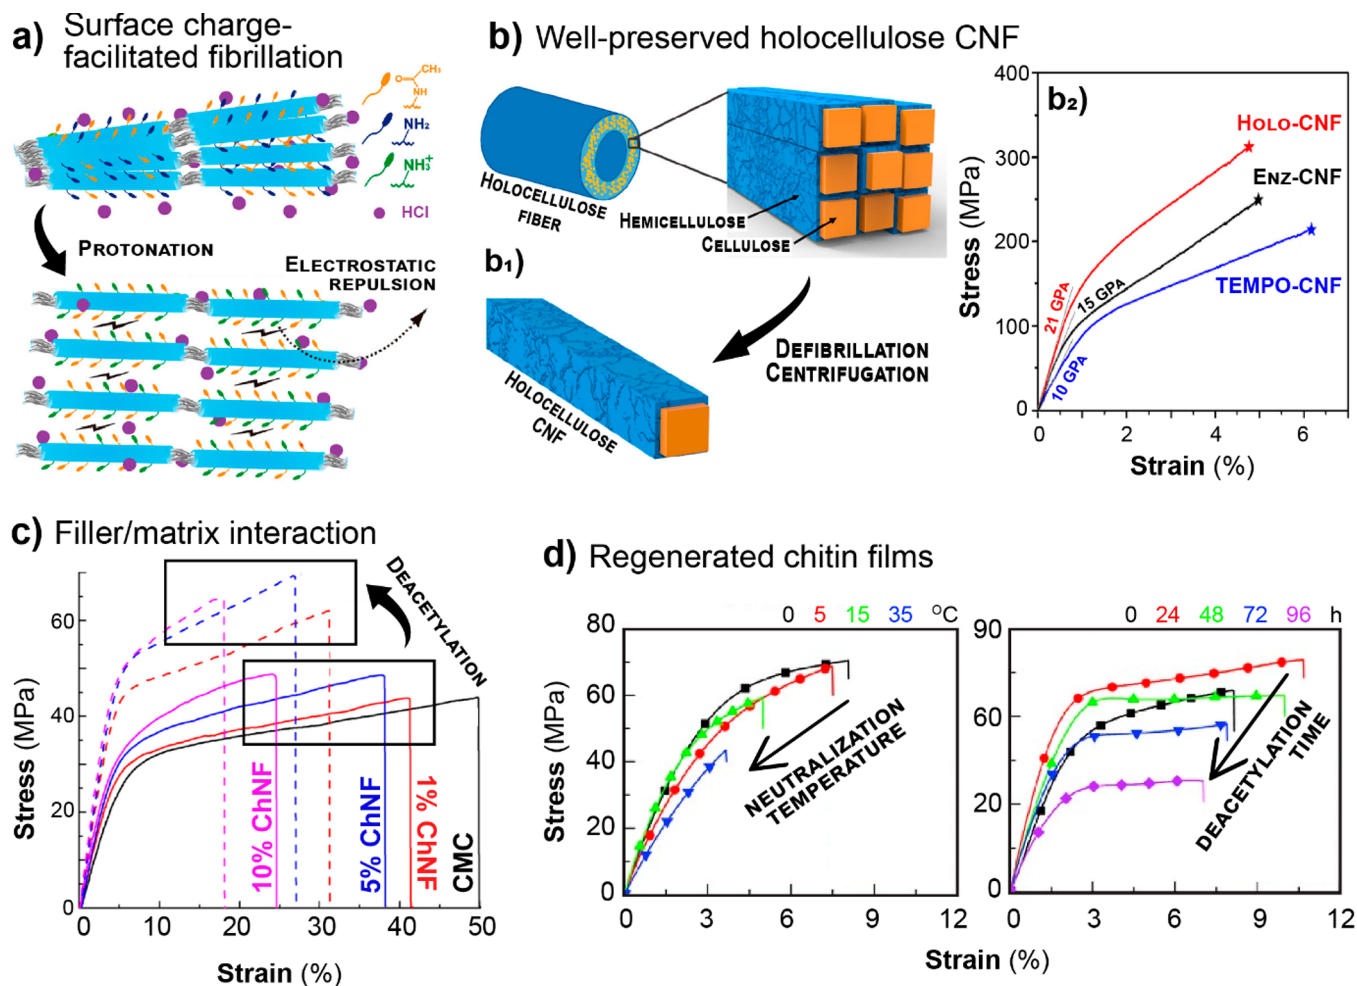 a) Surface charge-
facilitated fibrillation
O
CH₃
NH
NH₂
NH₃⁺
HCl
PROTONATION
ELECTROSTATIC
REPULSION
b) Well-preserved holocellulose CNF
HOLOCELLULOSE
FIBER
HEMICELLULOSE
CELLULOSE
b₁)
HOLOCELLULOSE
CNF
DEFIBRILLATION
CENTRIFUGATION
b₂)
400
300
200
100
0
Stress (MPa)
HOLO-CNF
ENZ-CNF
TEMPO-CNF
21 GPA
15 GPA
10 GPA
0 2 4 6
Strain (%)
c) Filler/matrix interaction
DEACETYLATION
60
40
20
0
Stress (MPa)
10% ChNF
5% ChNF
1% ChNF
CMC
0 10 20 30 40 50
Strain (%)
d) Regenerated chitin films
0 5 15 35 °C
80
60
40
20
0
Stress (MPa)
NEUTRALIZATION
TEMPERATURE
0 3 6 9 12
0 24 48 72 96 h
90
60
20
0
DEACETYLATION
TIME
0 3 6 9 12
Strain (%)